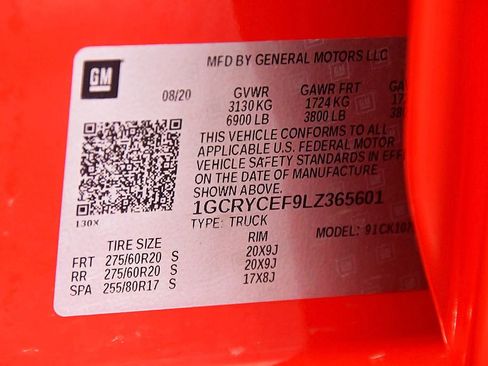 GM
MFD BY GENERAL MOTORS LLC
08/20 GVWR GAWR FRT
3130 KG 1724 KG
6900 LB 3800 LB
THIS VEHICLE CONFORMS TO ALL
APPLICABLE U.S. FEDERAL MOTOR
VEHICLE SAFETY STANDARDS IN
ON THE DATE OF MANUFACTURE
SHOWN ABOVE.
1GCRYCEF9LZ365601
130X TYPE: TRUCK MODEL:
TIRE SIZE RIM
FRT 275/60R20 S 20X9J
RR 275/60R20 S 20X9J
SPA 255/80R17 S 17X8J